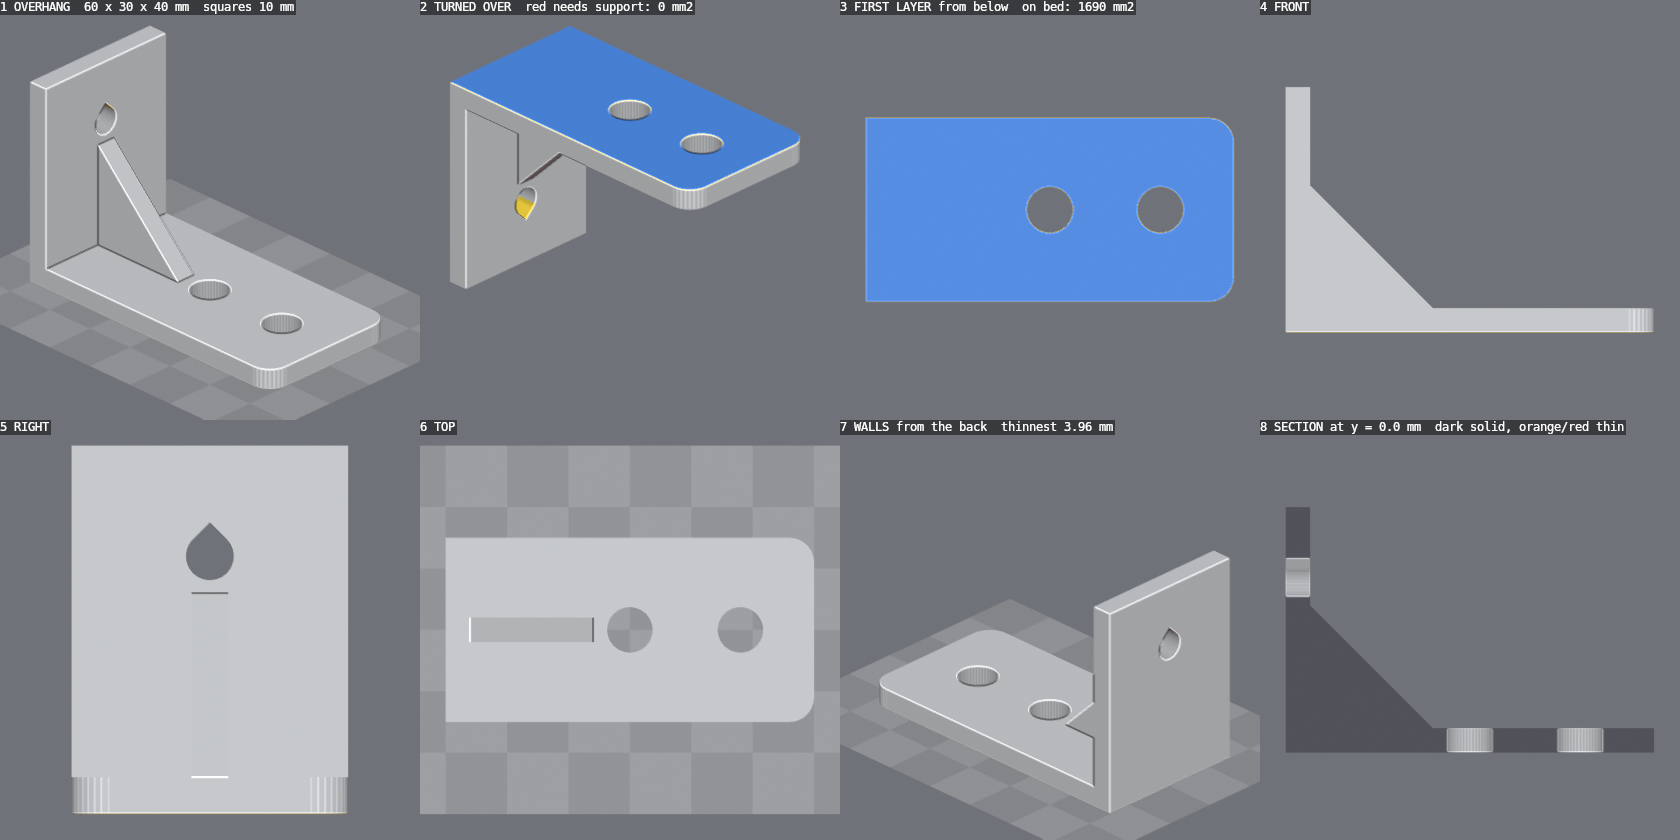 1 OVERHANG  60 x 30 x 40 mm  squares 10 mm
2 TURNED OVER  red needs support: 0 mm2
3 FIRST LAYER from below  on bed: 1690 mm2
4 FRONT
5 RIGHT
6 TOP
7 WALLS from the back  thinnest 3.96 mm
8 SECTION at y = 0.0 mm  dark solid, orange/red thin